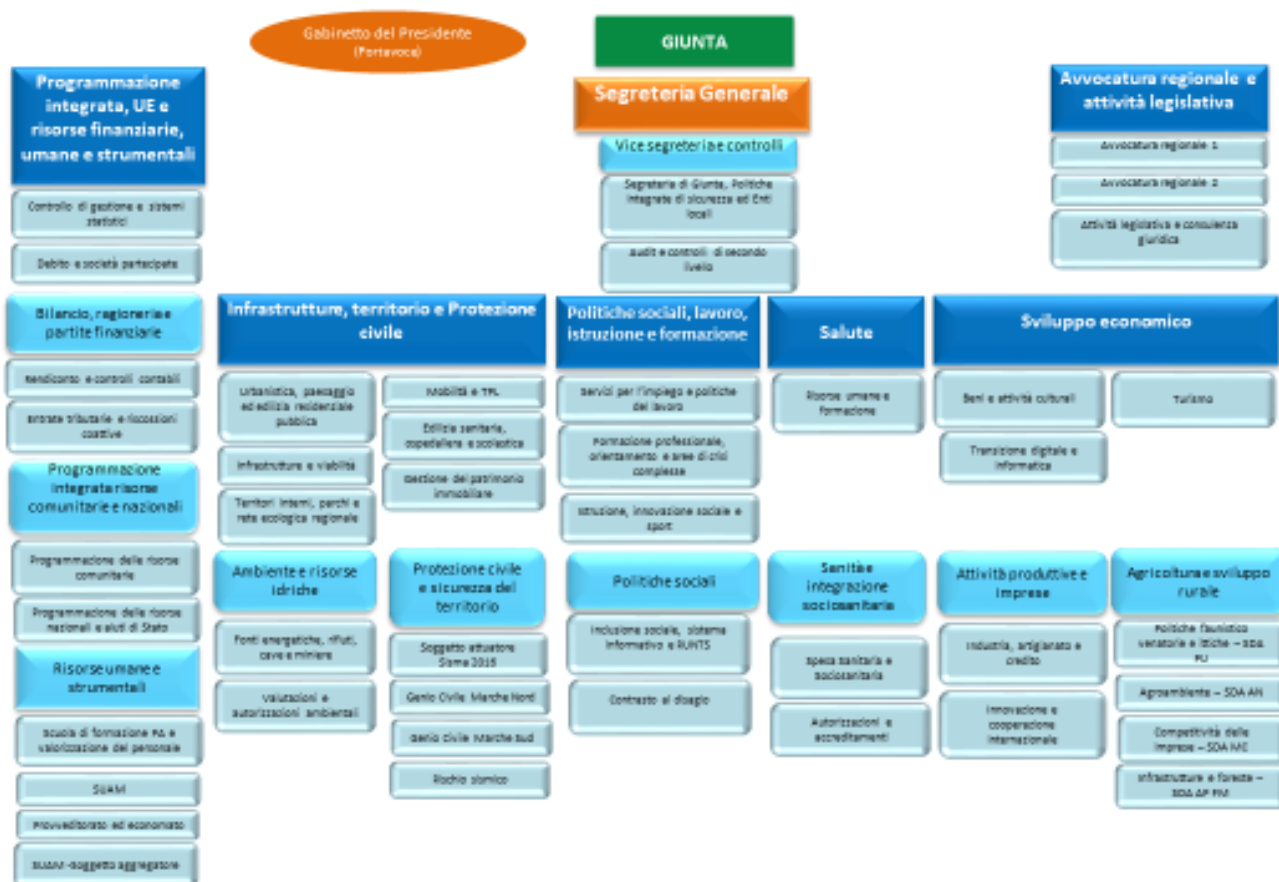 Gabinetto del Presidente
(Portavoce)
GIUNTA
Segreteria Generale
Vice segreteria e controlli
Segreteria di Giunta, Politiche
integrate di sicurezza ed Enti
locali
Audit e controlli di secondo
livello
Avvocatura regionale e
attività legislativa
Avvocatura regionale 1
Avvocatura regionale 2
Attività legislativa e consulenza
giuridica
Programmazione
integrata, UE e
risorse finanziarie,
umane e strumentali
Controllo di gestione e sistemi
statistici
Debito e società partecipate
Bilancio, ragioneria e
partite finanziarie
Rendiconto e controlli contabili
Entrate tributarie e riscossioni
coattive
Programmazione
integrata risorse
comunitarie e nazionali
Programmazione delle risorse
comunitarie
Programmazione delle risorse
nazionali e aiuti di Stato
Risorse umane e
strumentali
Scuola di formazione PA e
valorizzazione del personale
SUAM
Provveditorato ed economato
SUAM -Soggetto aggregatore
Infrastrutture, territorio e Protezione
civile
Urbanistica, paesaggio
ed edilizia residenziale
pubblica
Infrastrutture e viabilità
Territori interni, parchi e
rete ecologica regionale
Mobilità e TPL
Edilizia sanitaria,
ospedaliera e scolastica
Gestione del patrimonio
immobiliare
Ambiente e risorse
idriche
Fonti energetiche, rifiuti,
cave e miniere
Valutazioni e
autorizzazioni ambientali
Protezione civile
e sicurezza del
territorio
Soggetto attuatore
Sisma 2016
Genio Civile Marche Nord
Genio Civile Marche Sud
Rischio sismico
Politiche sociali, lavoro,
istruzione e formazione
Servizi per l'impiego e politiche
del lavoro
Formazione professionale,
orientamento e aree di crisi
complesse
Istruzione, innovazione sociale e
sport
Politiche sociali
Inclusione sociale, sistema
informativo e RUNTS
Contrasto al disagio
Salute
Risorse umane e
formazione
Sanità e
integrazione
sociosanitaria
Spesa sanitaria e
sociosanitaria
Autorizzazioni e
accreditamenti
Sviluppo economico
Beni e attività culturali
Transizione digitale e
informatica
Turismo
Attività produttive e
imprese
Industria, artigianato e
credito
Innovazione e
cooperazione
internazionale
Agricoltura e sviluppo
rurale
Politiche faunistico
venatorie e ittiche – SDA
PU
Agroambiente – SDA AN
Competitività delle
imprese – SDA MC
Infrastrutture e foreste –
SDA AP FM